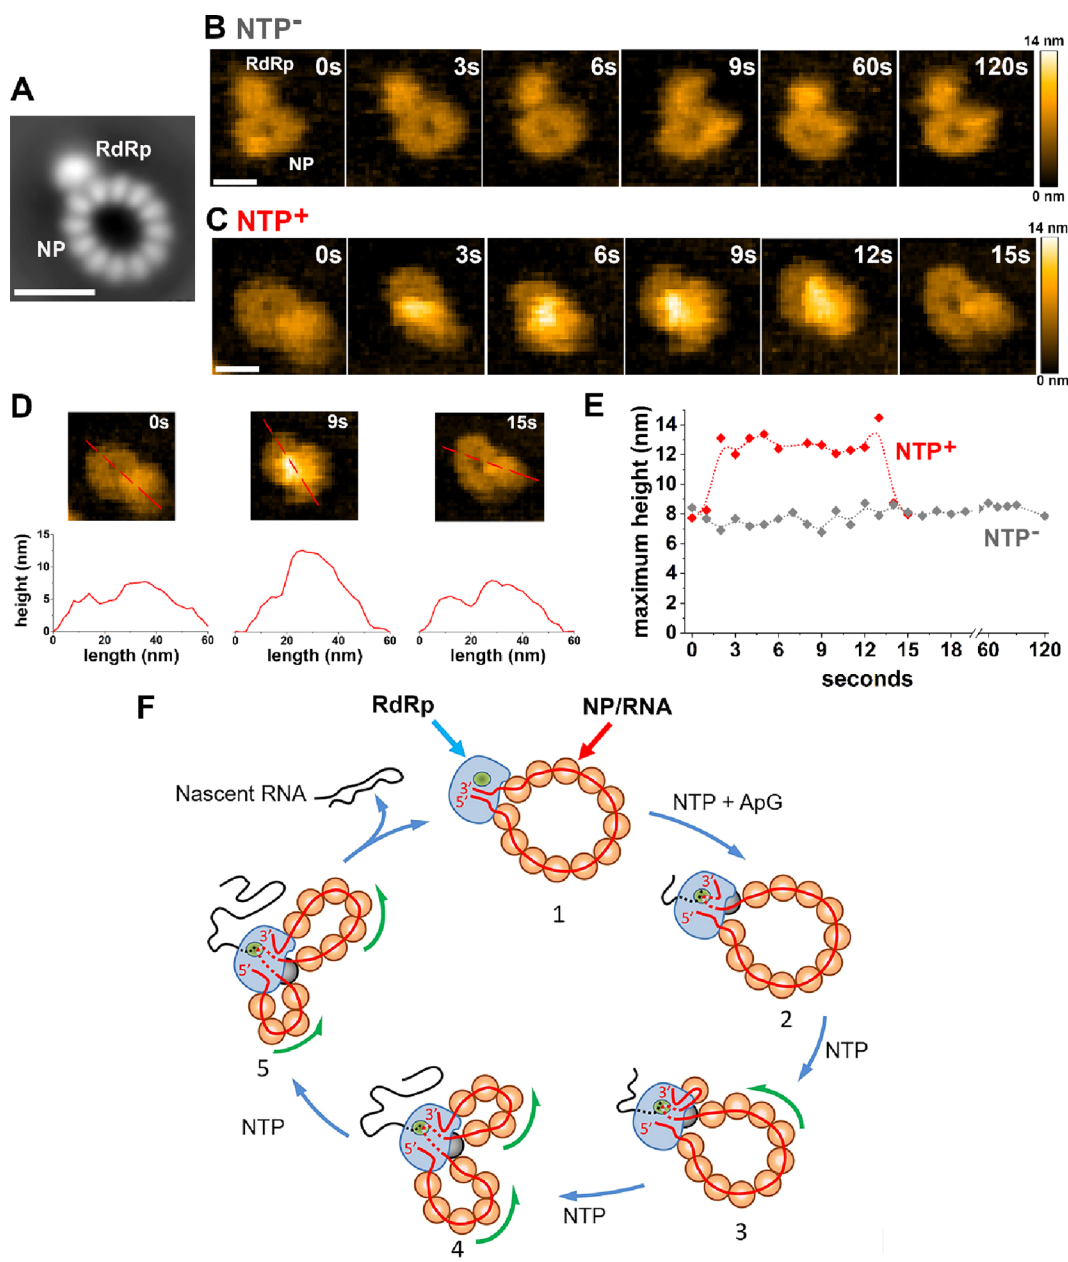 A
RdRp
NP
B NTP-
RdRp
NP
0s
3s
6s
9s
60s
120s
14 nm
0 nm
C NTP+
0s
3s
6s
9s
12s
15s
14 nm
0 nm
D
0s
9s
15s
height (nm)
15
10
5
0
0 20 40 60
length (nm)
0 20 40 60
length (nm)
0 20 40 60
length (nm)
E
maximum height (nm)
14
12
10
8
6
4
2
0
NTP+
NTP-
0 3 6 9 12 15 18 60 120
seconds
F
RdRp
NP/RNA
Nascent RNA
3'
5'
NTP + ApG
1
3'
5'
2
NTP
3'
5'
3
NTP
3'
5'
4
NTP
3'
5'
5